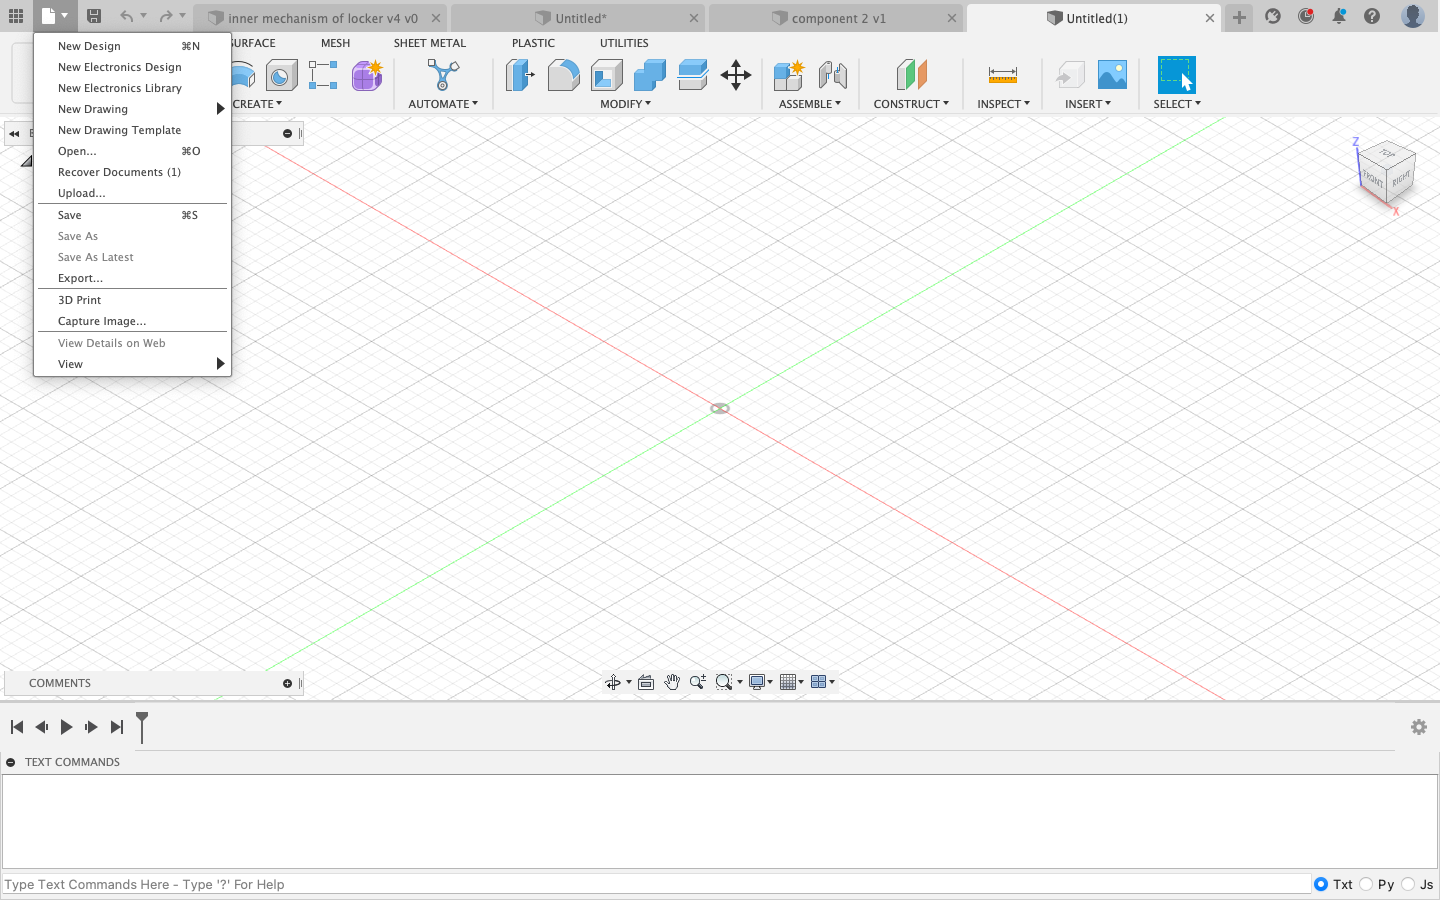 inner mechanism of locker v4 v0
Untitled*
component 2 v1
Untitled(1)
New Design ⌘N
New Electronics Design
New Electronics Library
New Drawing
New Drawing Template
Open... ⌘O
Recover Documents (1)
Upload...
Save ⌘S
Save As
Save As Latest
Export...
3D Print
Capture Image...
View Details on Web
View
MESH
SHEET METAL
PLASTIC
UTILITIES
CREATE
AUTOMATE
MODIFY
ASSEMBLE
CONSTRUCT
INSPECT
INSERT
SELECT
Z
TOP
FRONT
RIGHT
X
COMMENTS
TEXT COMMANDS
Type Text Commands Here - Type '?' For Help
Txt
Py
Js